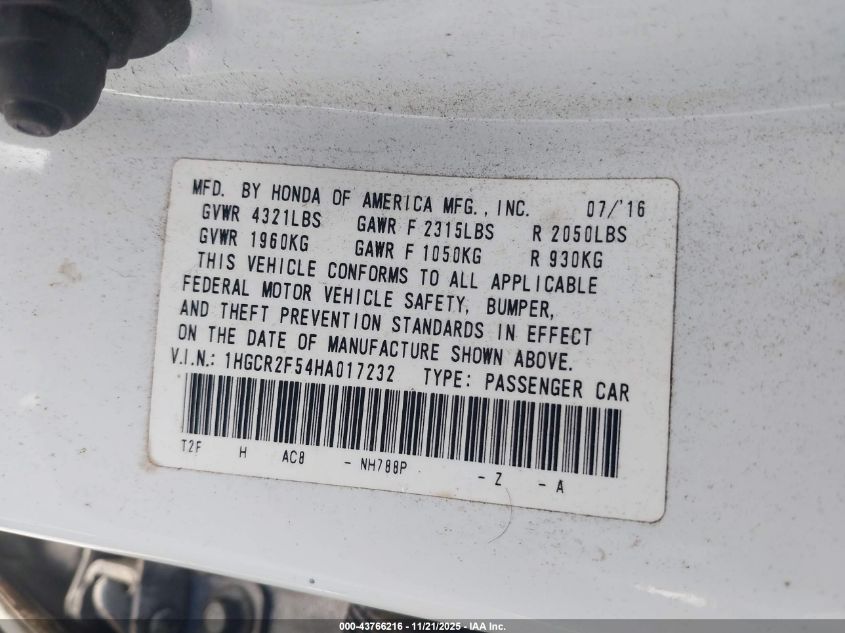 MFD. BY HONDA OF AMERICA MFG., INC. 07/'16
GVWR 4321LBS GAWR F 2315LBS R 2050LBS
GVWR 1960KG GAWR F 1050KG R 930KG
THIS VEHICLE CONFORMS TO ALL APPLICABLE
FEDERAL MOTOR VEHICLE SAFETY, BUMPER,
AND THEFT PREVENTION STANDARDS IN EFFECT
ON THE DATE OF MANUFACTURE SHOWN ABOVE.
V.I.N.: 1HGCR2F54HA017232 TYPE: PASSENGER CAR
T2F H AC8 - NH788P - Z - A
000-43766216 - 11/21/2025 - IAA Inc.